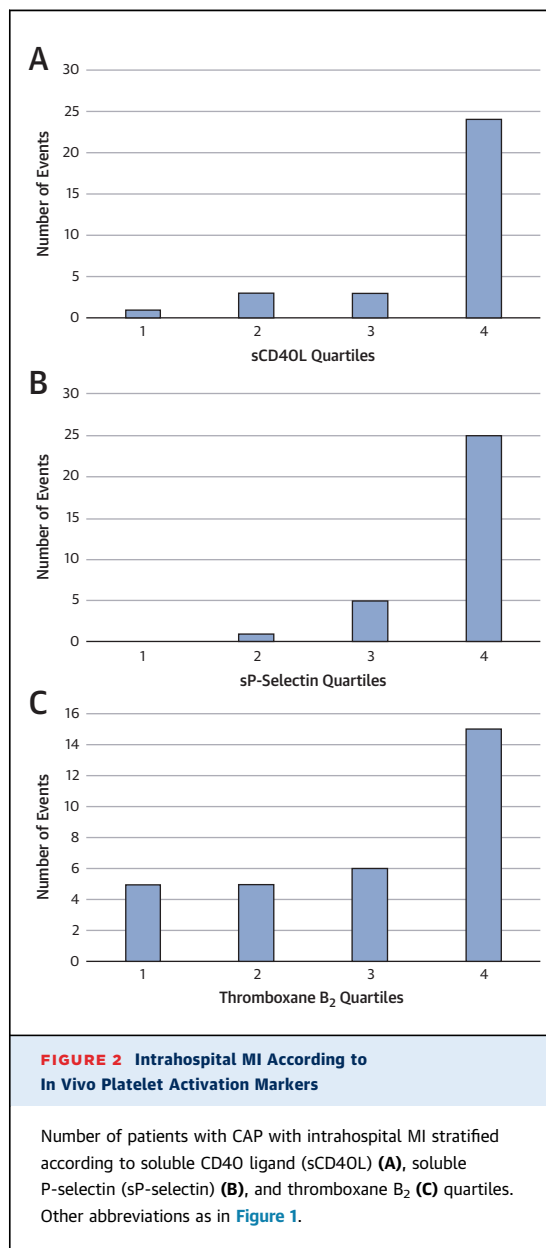 A
30
25
20
15
10
5
0
Number of Events
1 2 3 4
sCD40L Quartiles
B
30
25
20
15
10
5
0
Number of Events
1 2 3 4
sP-Selectin Quartiles
C
16
14
12
10
8
6
4
2
0
Number of Events
1 2 3 4
Thromboxane B₂ Quartiles
FIGURE 2 Intrahospital MI According to
In Vivo Platelet Activation Markers
Number of patients with CAP with intrahospital MI stratified
according to soluble CD40 ligand (sCD40L) (A), soluble
P-selectin (sP-selectin) (B), and thromboxane B₂ (C) quartiles.
Other abbreviations as in Figure 1.